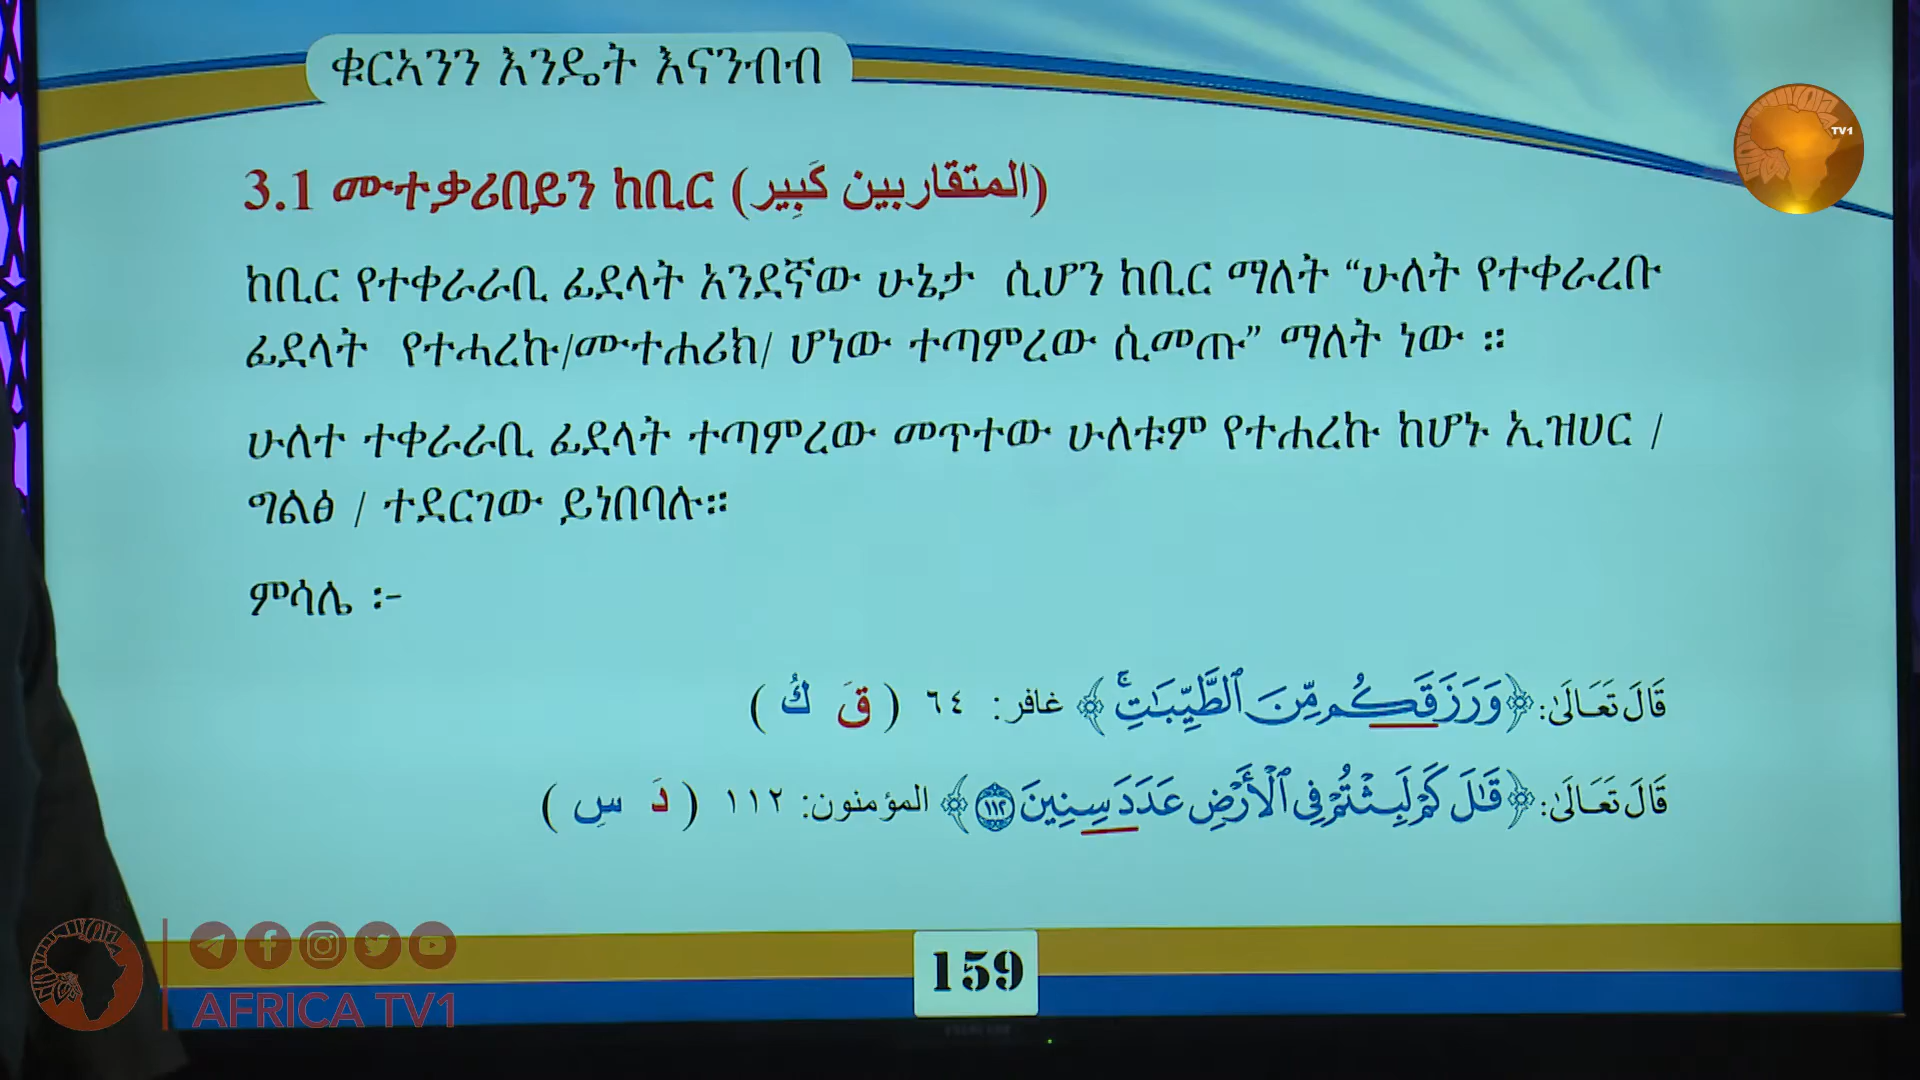 ቁርኣንን እንዴት እናንብብ
TV1
3.1 ሙተቃሪበይን ከቢር (المتقاربين كَبِير)
ከቢር የተቀራራቢ ፊደላት አንደኛው ሁኔታ ሲሆን ከቢር ማለት “ሁለት የተቀራረቡ
ፊደላት የተሓረኩ/ሙተሐሪክ/ ሆነው ተጣምረው ሲመጡ” ማለት ነው ።
ሁለተ ተቀራራቢ ፊደላት ተጣምረው መጥተው ሁለቱም የተሐረኩ ከሆኑ ኢዝሀር /
ግልፅ / ተደርገው ይነበባሉ።
ምሳሌ ፡-
قَالَ تَعَالَىٰ: ﴿وَرَزَقَكُم مِّنَ ٱلطَّيِّبَـٰتِۚ﴾ غافر: ٦٤ ( قَ كُ )
قَالَ تَعَالَىٰ: ﴿قَـٰلَ كَمْ لَبِثْتُمْ فِى ٱلْأَرْضِ عَدَدَ سِنِينَ ١١٢﴾ المؤمنون: ١١٢ ( دَ سِ )
159
AFRICA TV1